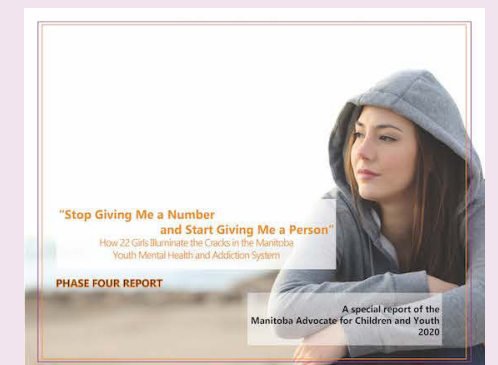 "Stop Giving Me a Number
and Start Giving Me a Person"
How 22 Girls Illuminate the Cracks in the Manitoba
Youth Mental Health and Addiction System
PHASE FOUR REPORT
A special report of the
Manitoba Advocate for Children and Youth
2020